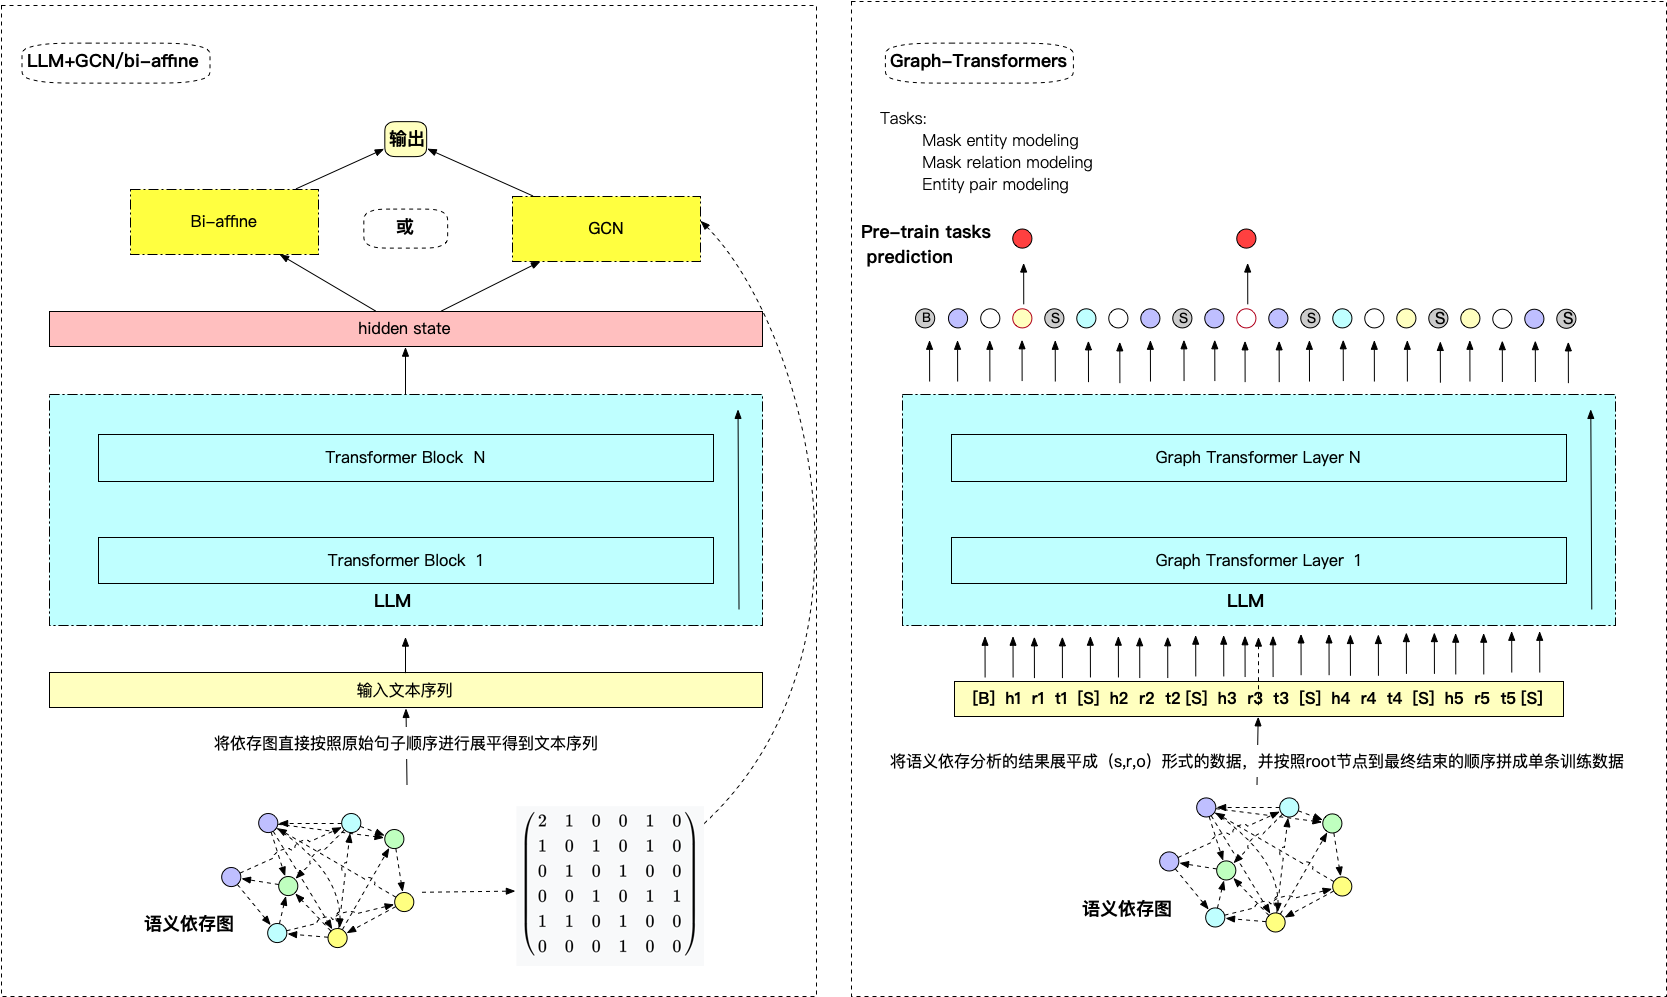 LLM+GCN/bi-affine
输出
Bi-affine
或
GCN
hidden state
Transformer Block N
Transformer Block 1
LLM
输入文本序列
将依存图直接按照原始句子顺序进行展平得到文本序列
语义依存图
2 1 0 0 1 0
1 0 1 0 1 0
0 1 0 1 0 0
0 0 1 0 1 1
1 1 0 1 0 0
0 0 0 1 0 0
Graph-Transformers
Tasks:
Mask entity modeling
Mask relation modeling
Entity pair modeling
Pre-train tasks
prediction
B S S S S S
Graph Transformer Layer N
Graph Transformer Layer 1
LLM
[B] h1 r1 t1 [S] h2 r2 t2 [S] h3 r3 t3 [S] h4 r4 t4 [S] h5 r5 t5 [S]
将语义依存分析的结果展平成（s,r,o）形式的数据，并按照root节点到最终结束的顺序拼成单条训练数据
语义依存图